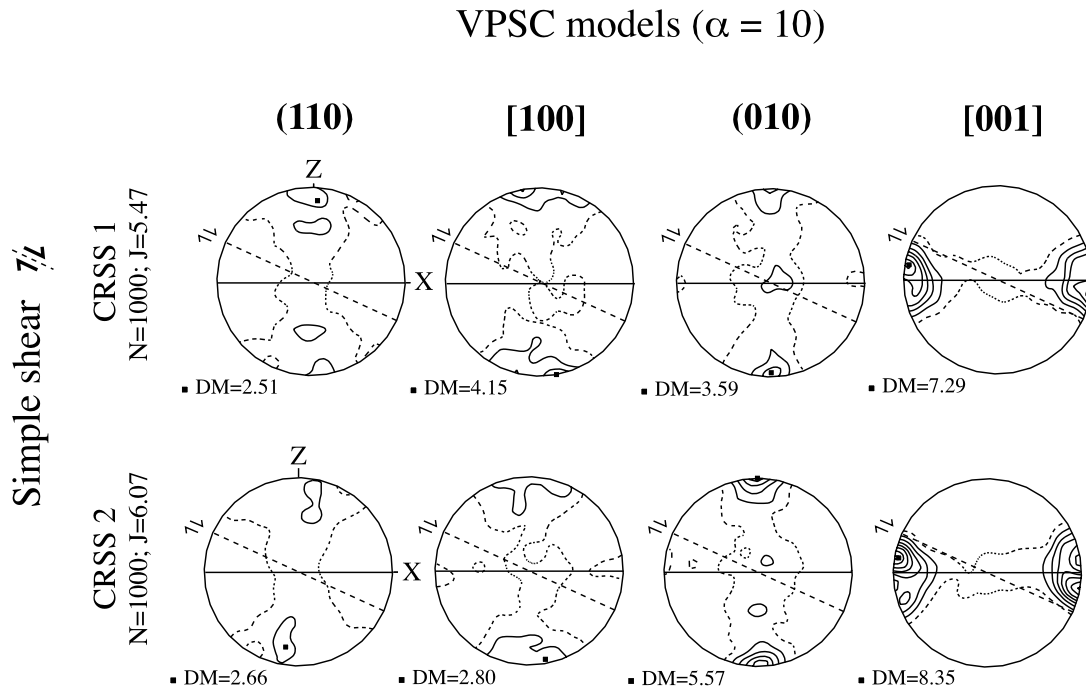 VPSC models (α = 10)
(110) [100] (010) [001]
Simple shear
CRSS 1
N=1000; J=5.47
Z
X
▪ DM=2.51 ▪ DM=4.15 ▪ DM=3.59 ▪ DM=7.29
CRSS 2
N=1000; J=6.07
Z
X
▪ DM=2.66 ▪ DM=2.80 ▪ DM=5.57 ▪ DM=8.35